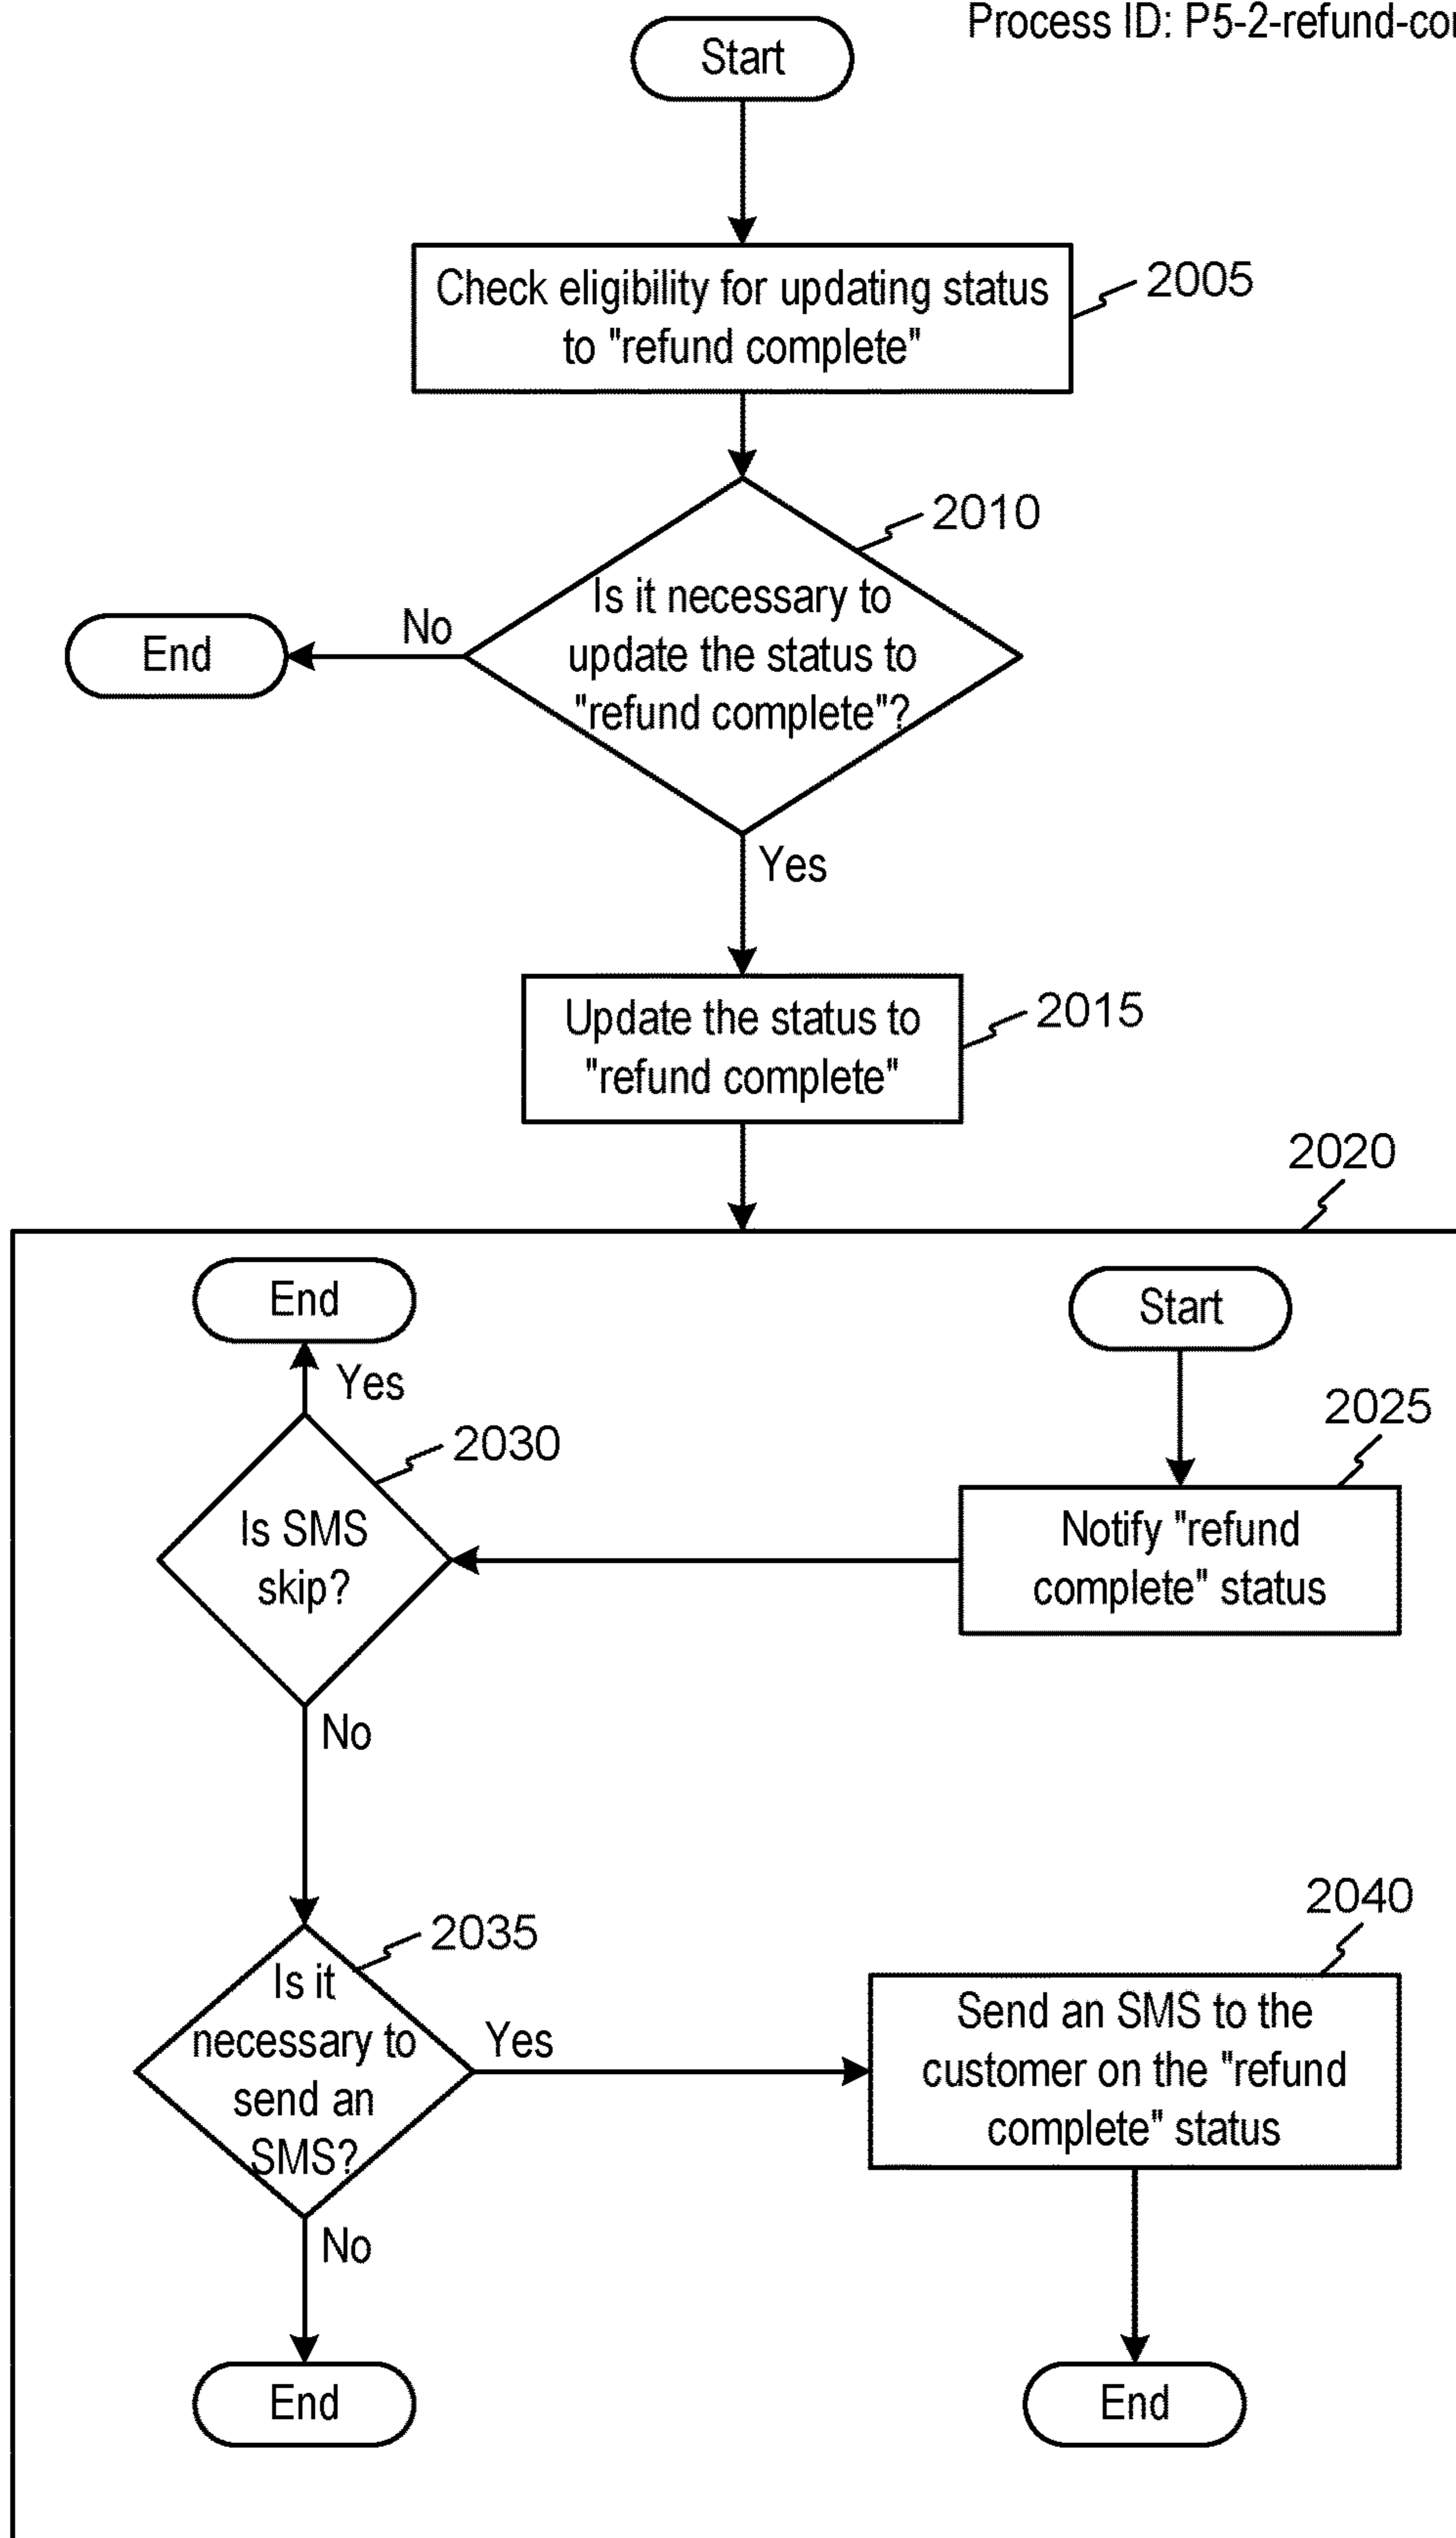 Process ID: P5-2-refund-co
Start
Check eligibility for updating status
to "refund complete"
2005
2010
Is it necessary to
update the status to
"refund complete"?
No
End
Yes
Update the status to
"refund complete"
2015
2020
End
Start
Yes
2025
2030
Is SMS
skip?
Notify "refund
complete" status
No
2035
2040
Is it
necessary to
send an
SMS?
Yes
Send an SMS to the
customer on the "refund
complete" status
No
End
End